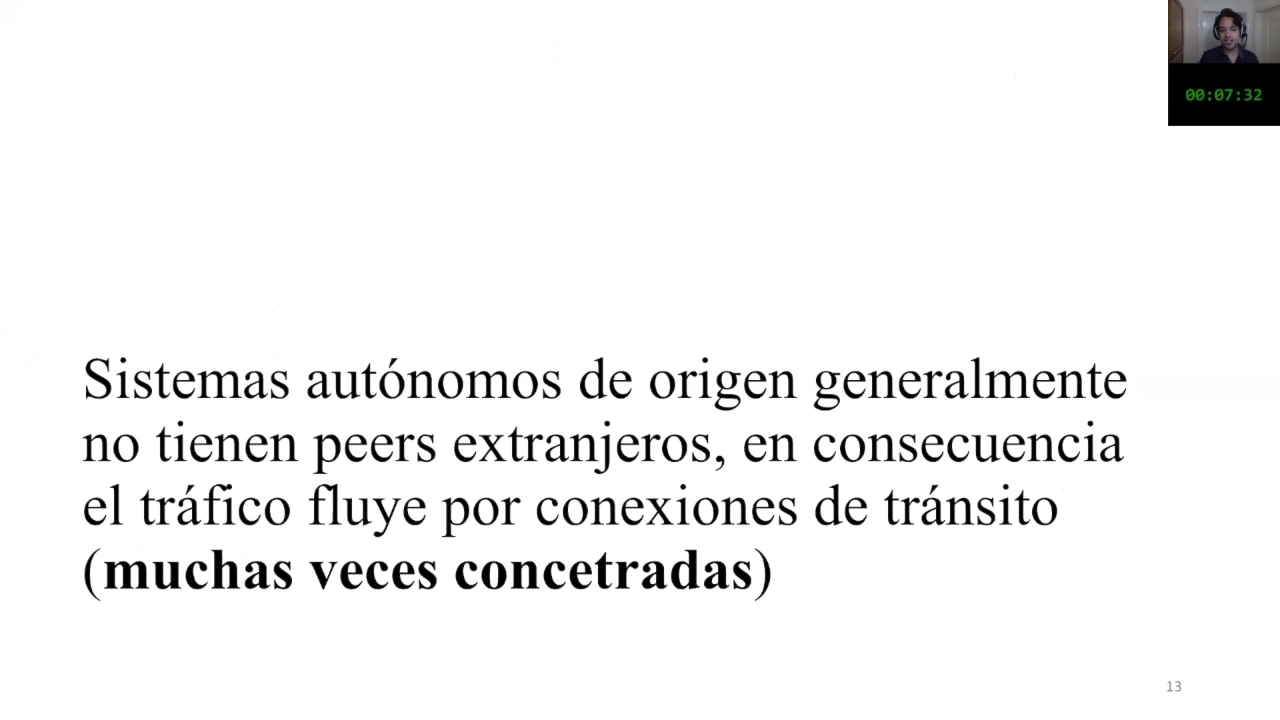 00:07:32
Sistemas autónomos de origen generalmente
no tienen peers extranjeros, en consecuencia
el tráfico fluye por conexiones de tránsito
(muchas veces concetradas)
13